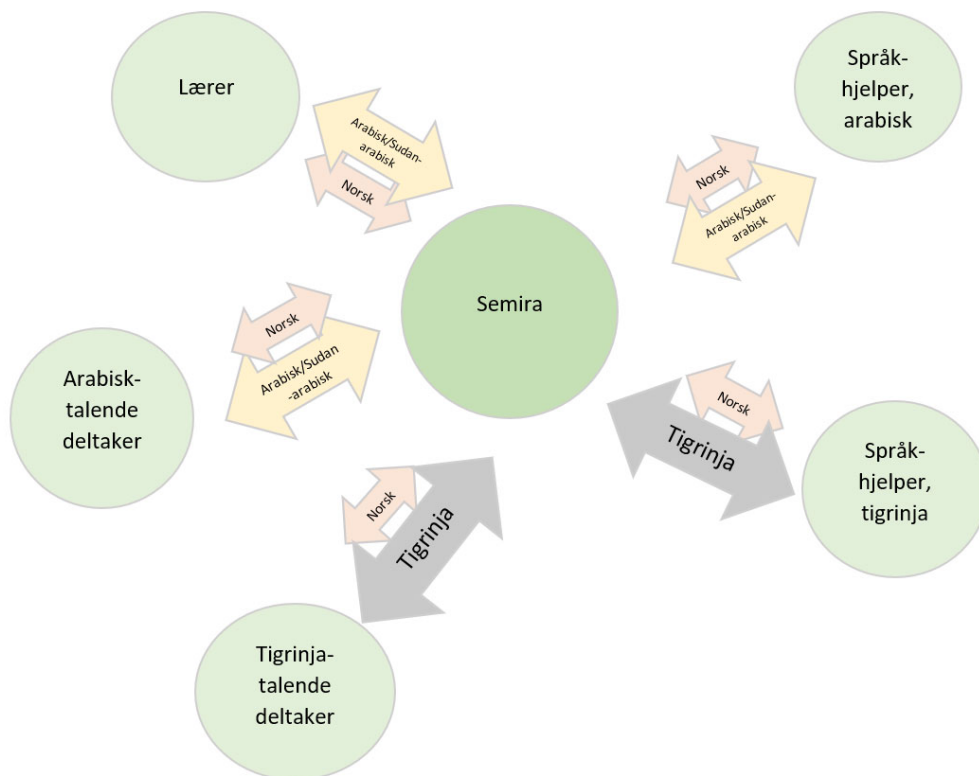 Lærer
Arabisk/Sudan-
arabisk
Norsk
Språk-
hjelper,
arabisk
Norsk
Arabisk/Sudan-
arabisk
Semira
Norsk
Arabisk/Sudan
-arabisk
Arabisk-
talende
deltaker
Norsk
Tigrinja
Språk-
hjelper,
tigrinja
Norsk
Tigrinja
Tigrinja-
talende
deltaker